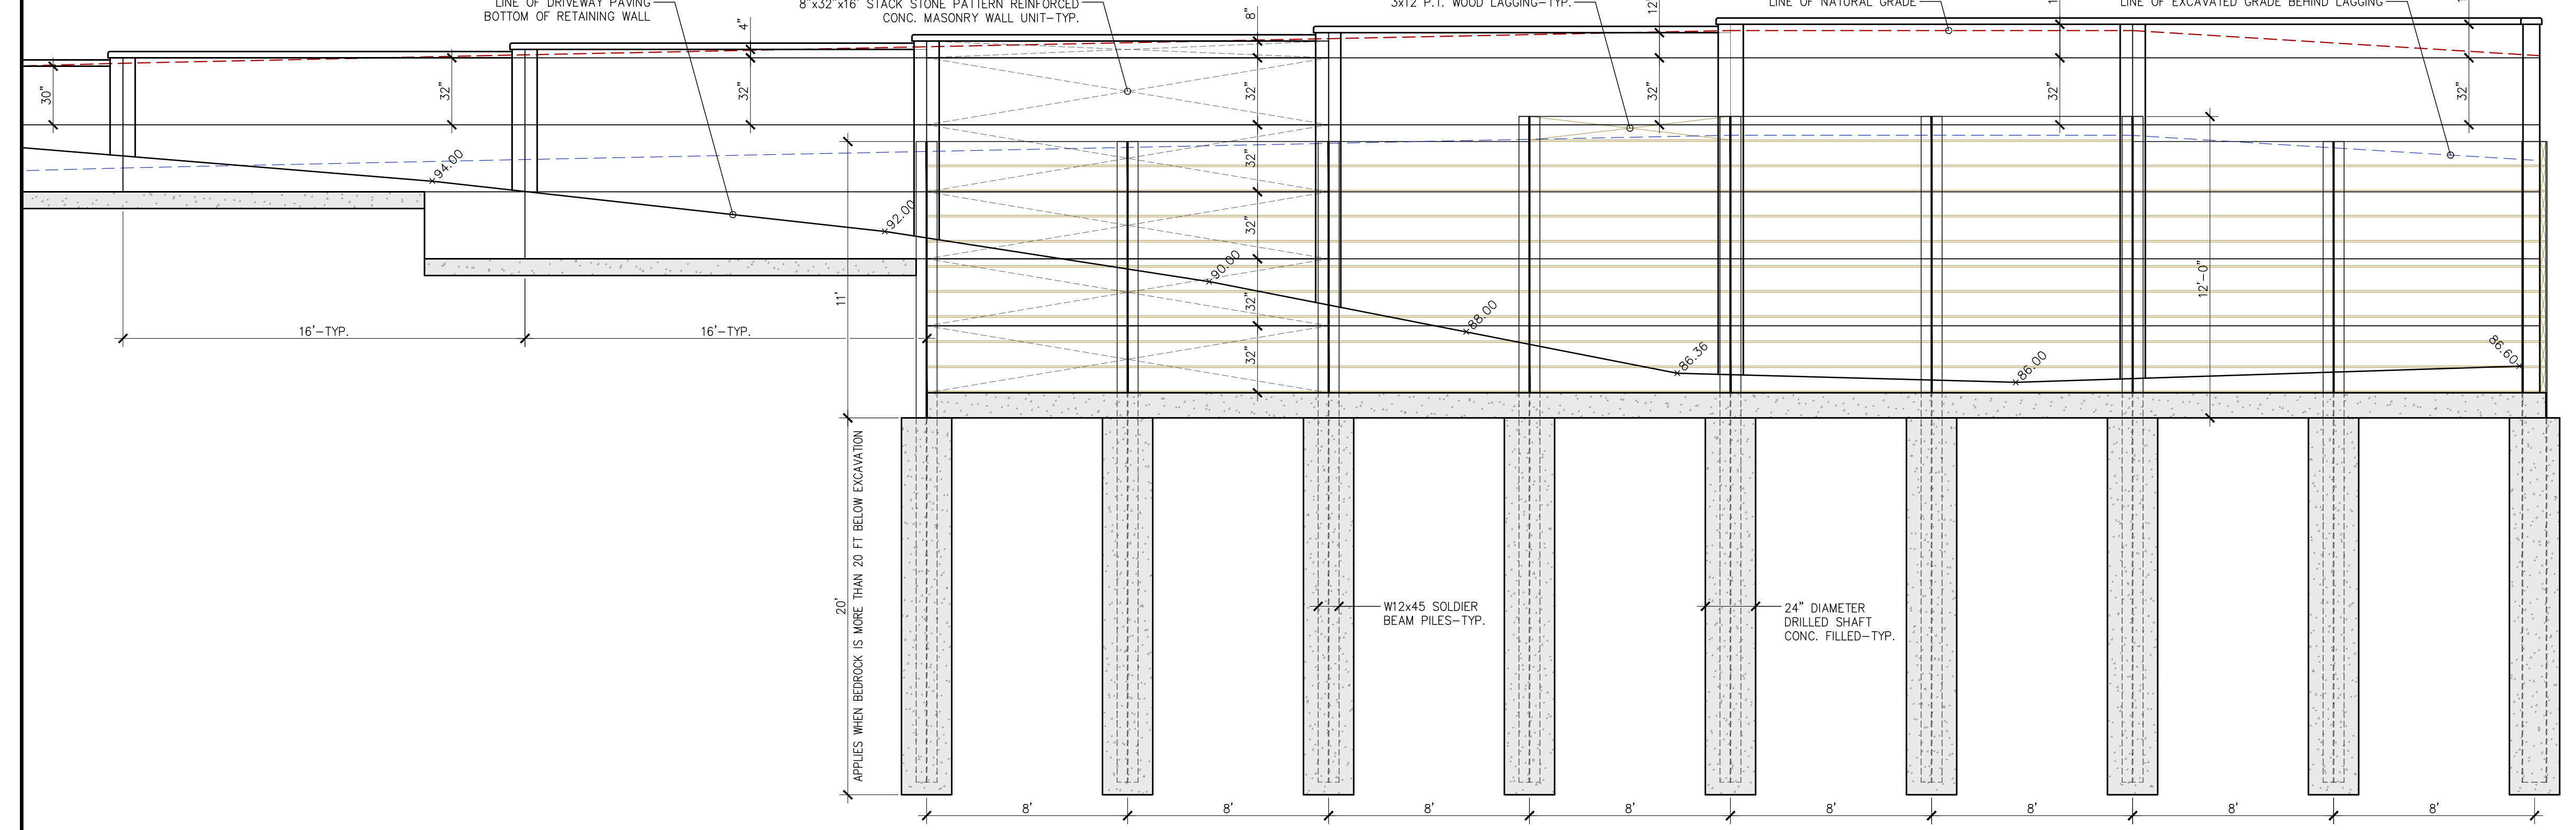 LINE OF DRIVEWAY PAVING
BOTTOM OF RETAINING WALL
8"x32"x16' STACK STONE PATTERN REINFORCED
CONC. MASONRY WALL UNIT-TYP.
3x12 P.T. WOOD LAGGING-TYP.
LINE OF NATURAL GRADE
LINE OF EXCAVATED GRADE BEHIND LAGGING
4"
8"
30"
32"
32"
32"
32"
32"
32"
32"
32"
32"
32"
32"
94.00
92.00
90.00
88.00
86.36
86.00
86.60
11'
12'-0"
16'-TYP.
16'-TYP.
20'
APPLIES WHEN BEDROCK IS MORE THAN 20 FT BELOW EXCAVATION
W12x45 SOLDIER
BEAM PILES-TYP.
24" DIAMETER
DRILLED SHAFT
CONC. FILLED-TYP.
8'
8'
8'
8'
8'
8'
8'
8'